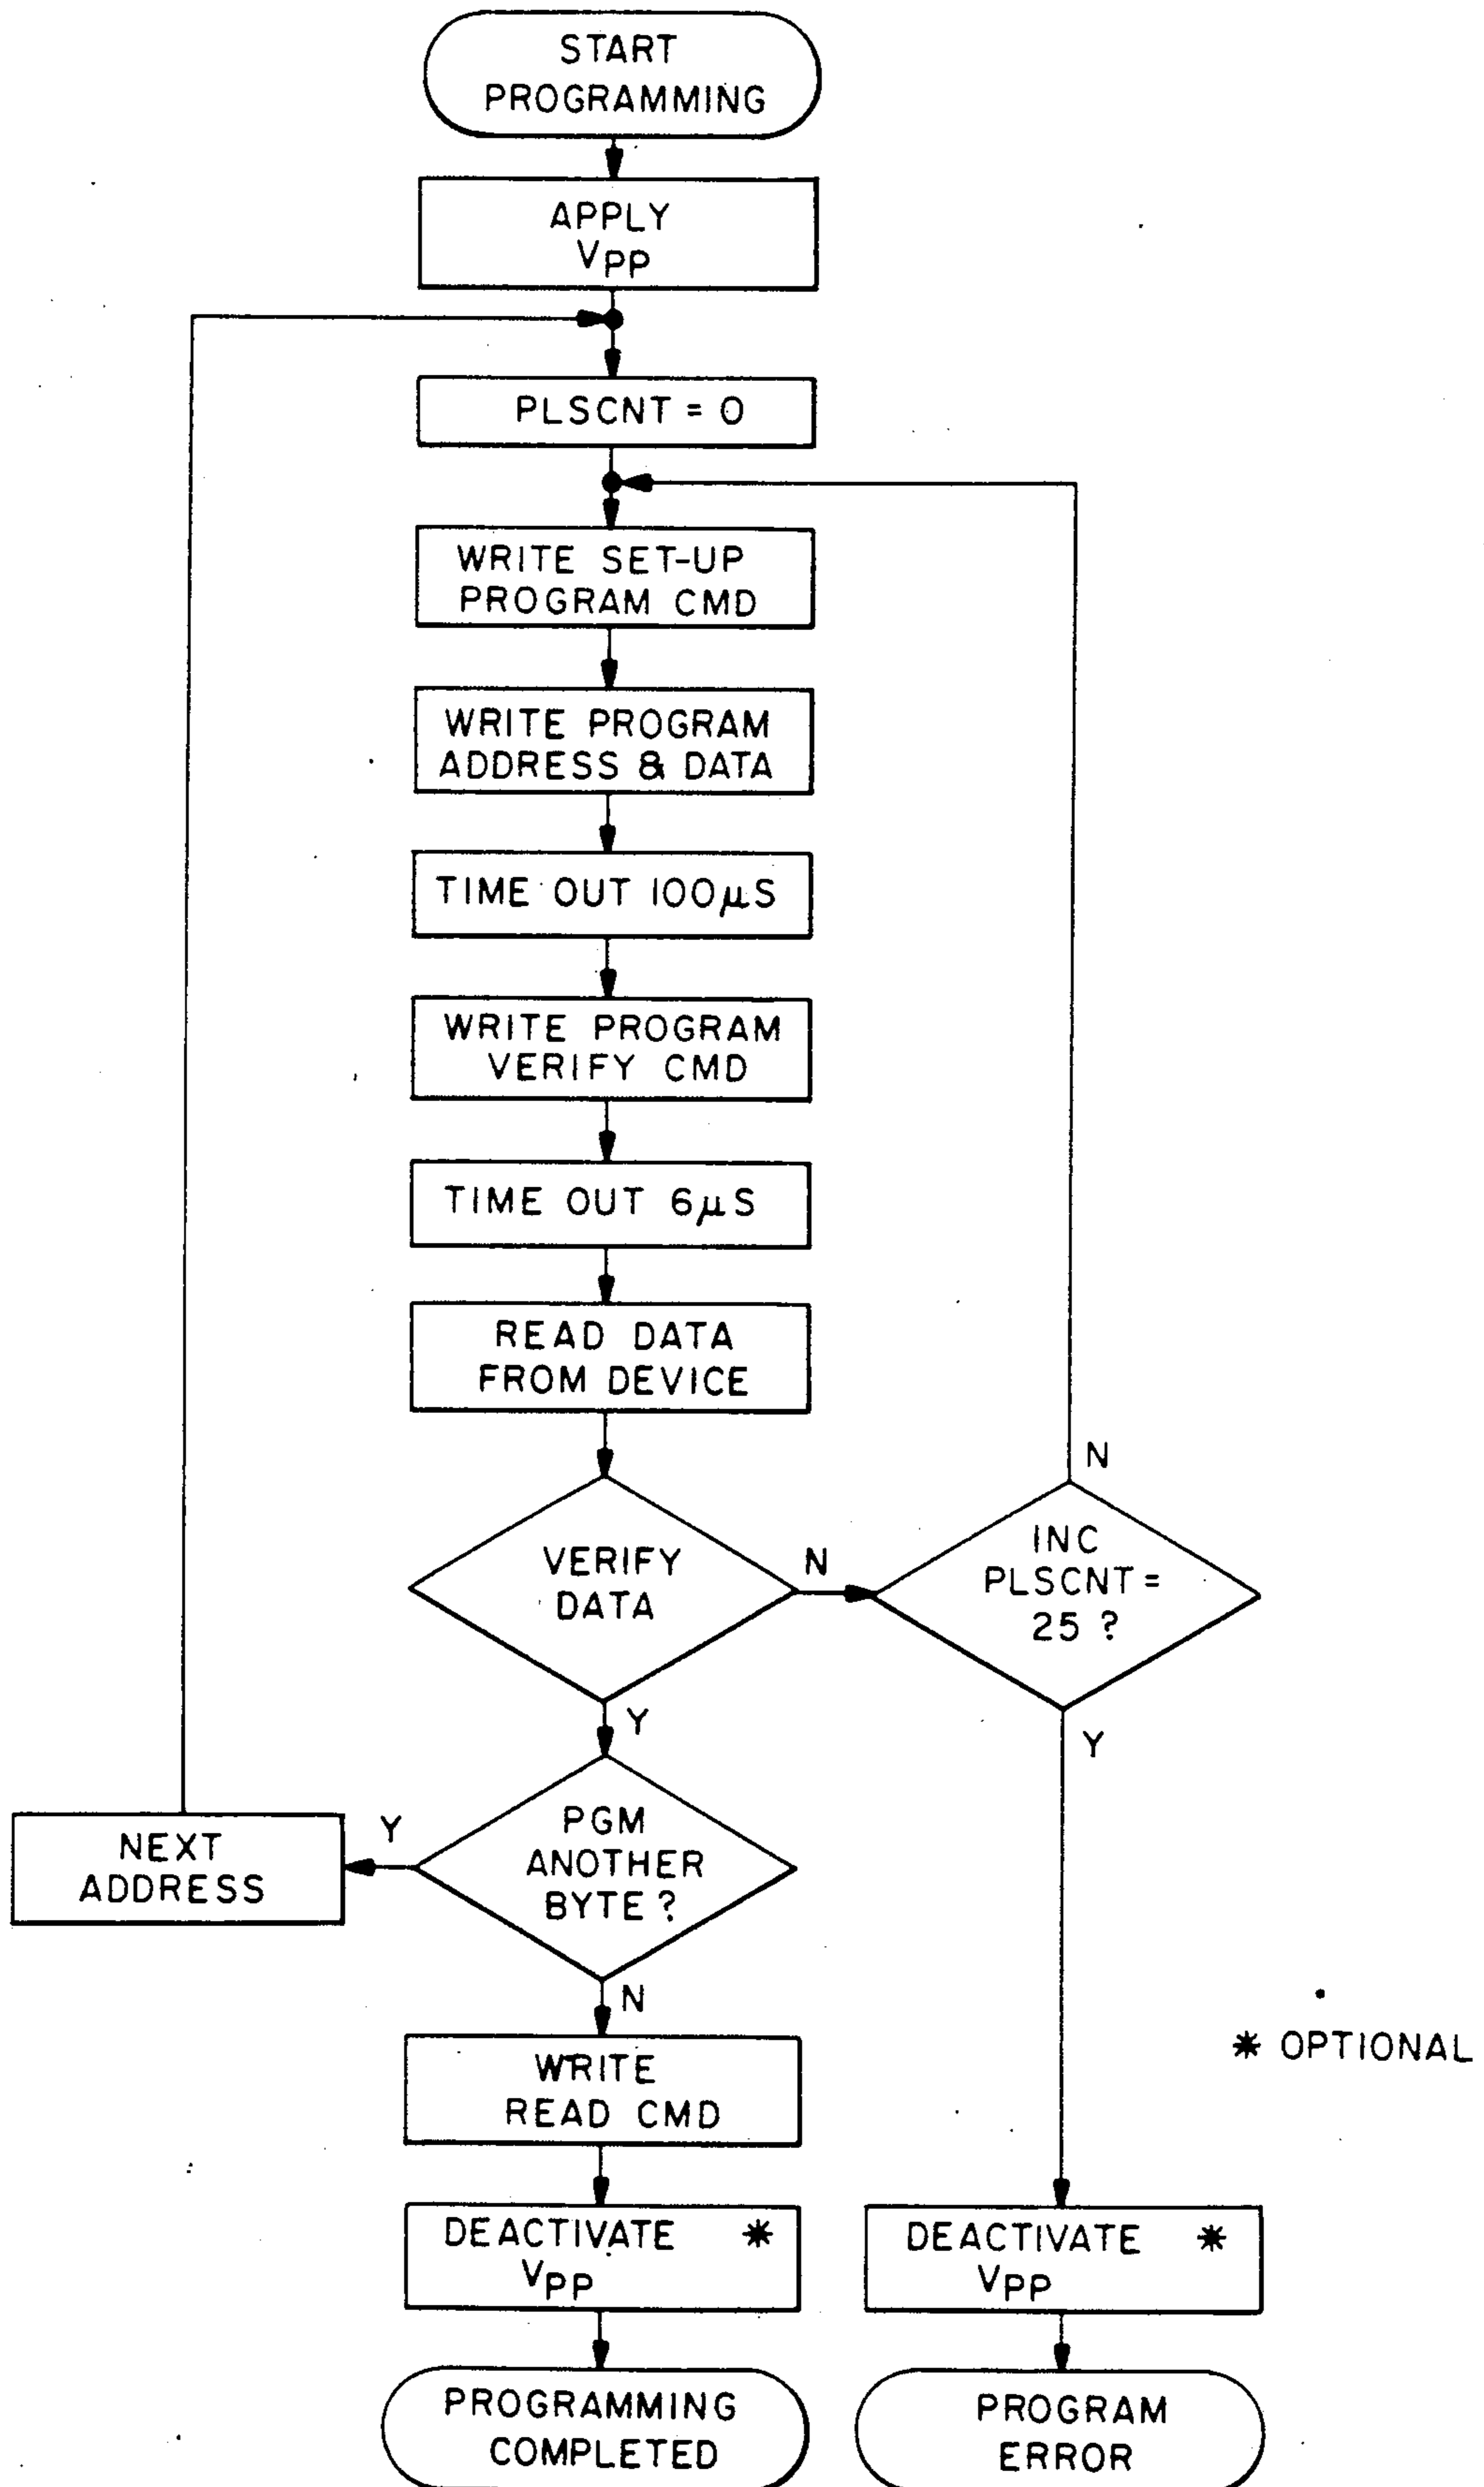 START
PROGRAMMING
APPLY
VPP
PLSCNT = 0
WRITE SET-UP
PROGRAM CMD
WRITE PROGRAM
ADDRESS & DATA
TIME OUT 100μS
WRITE PROGRAM
VERIFY CMD
TIME OUT 6μS
READ DATA
FROM DEVICE
VERIFY
DATA
N
INC
PLSCNT =
25 ?
N
Y
Y
PGM
ANOTHER
BYTE ?
Y
NEXT
ADDRESS
N
WRITE
READ CMD
* OPTIONAL
DEACTIVATE *
VPP
DEACTIVATE *
VPP
PROGRAMMING
COMPLETED
PROGRAM
ERROR